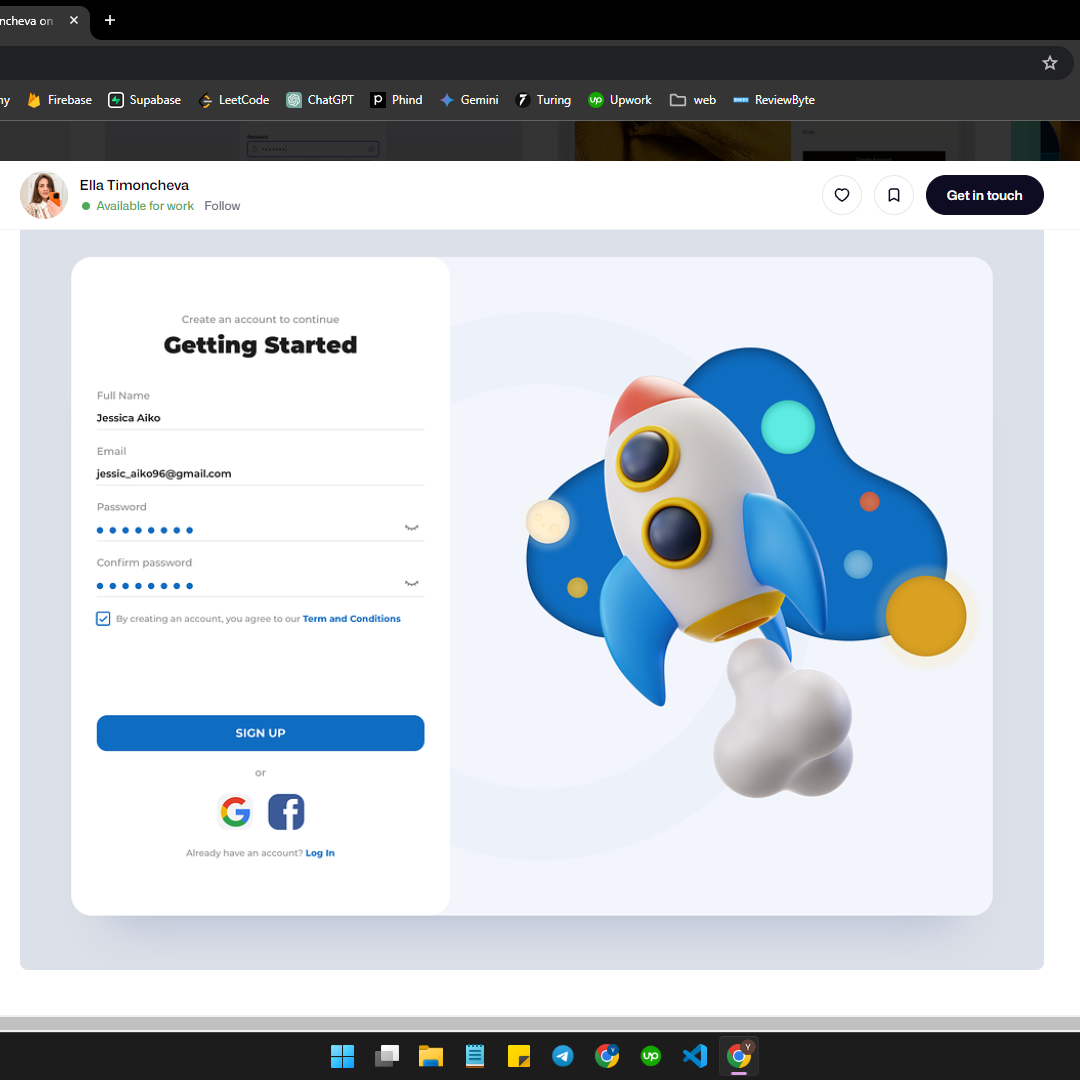 ncheva on
ny
Firebase
Supabase
LeetCode
ChatGPT
Phind
Gemini
Turing
Upwork
web
ReviewByte
Password
Ella Timoncheva
Available for work Follow
Get in touch
Create an account to continue
Getting Started
Full Name
Jessica Aiko
Email
jessic_aiko96@gmail.com
Password
Confirm password
By creating an account, you agree to our Term and Conditions
SIGN UP
or
Already have an account? Log In